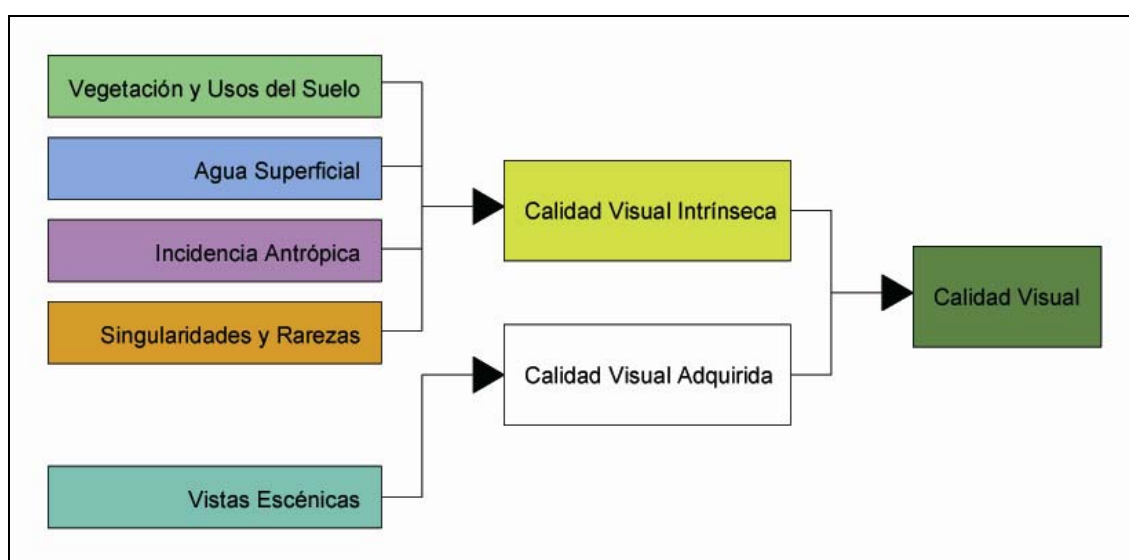 Vegetación y Usos del Suelo
Agua Superficial
Incidencia Antrópica
Singularidades y Rarezas
Vistas Escénicas
Calidad Visual Intrínseca
Calidad Visual Adquirida
Calidad Visual